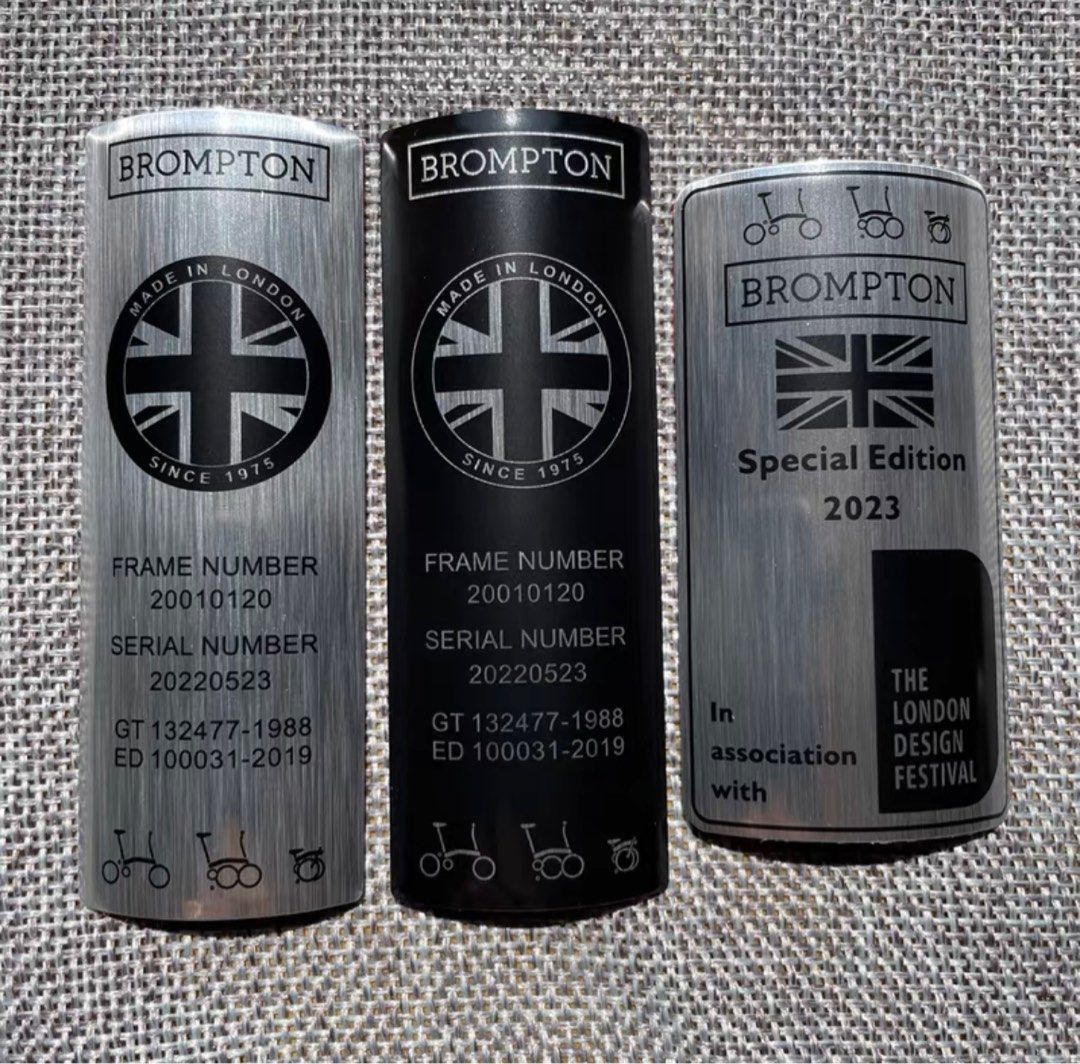 BROMPTON
MADE IN LONDON
SINCE 1975
FRAME NUMBER
20010120
SERIAL NUMBER
20220523
GT 132477-1988
ED 100031-2019
BROMPTON
MADE IN LONDON
SINCE 1975
FRAME NUMBER
20010120
SERIAL NUMBER
20220523
GT 132477-1988
ED 100031-2019
BROMPTON
Special Edition
2023
In
association
with
THE
LONDON
DESIGN
FESTIVAL